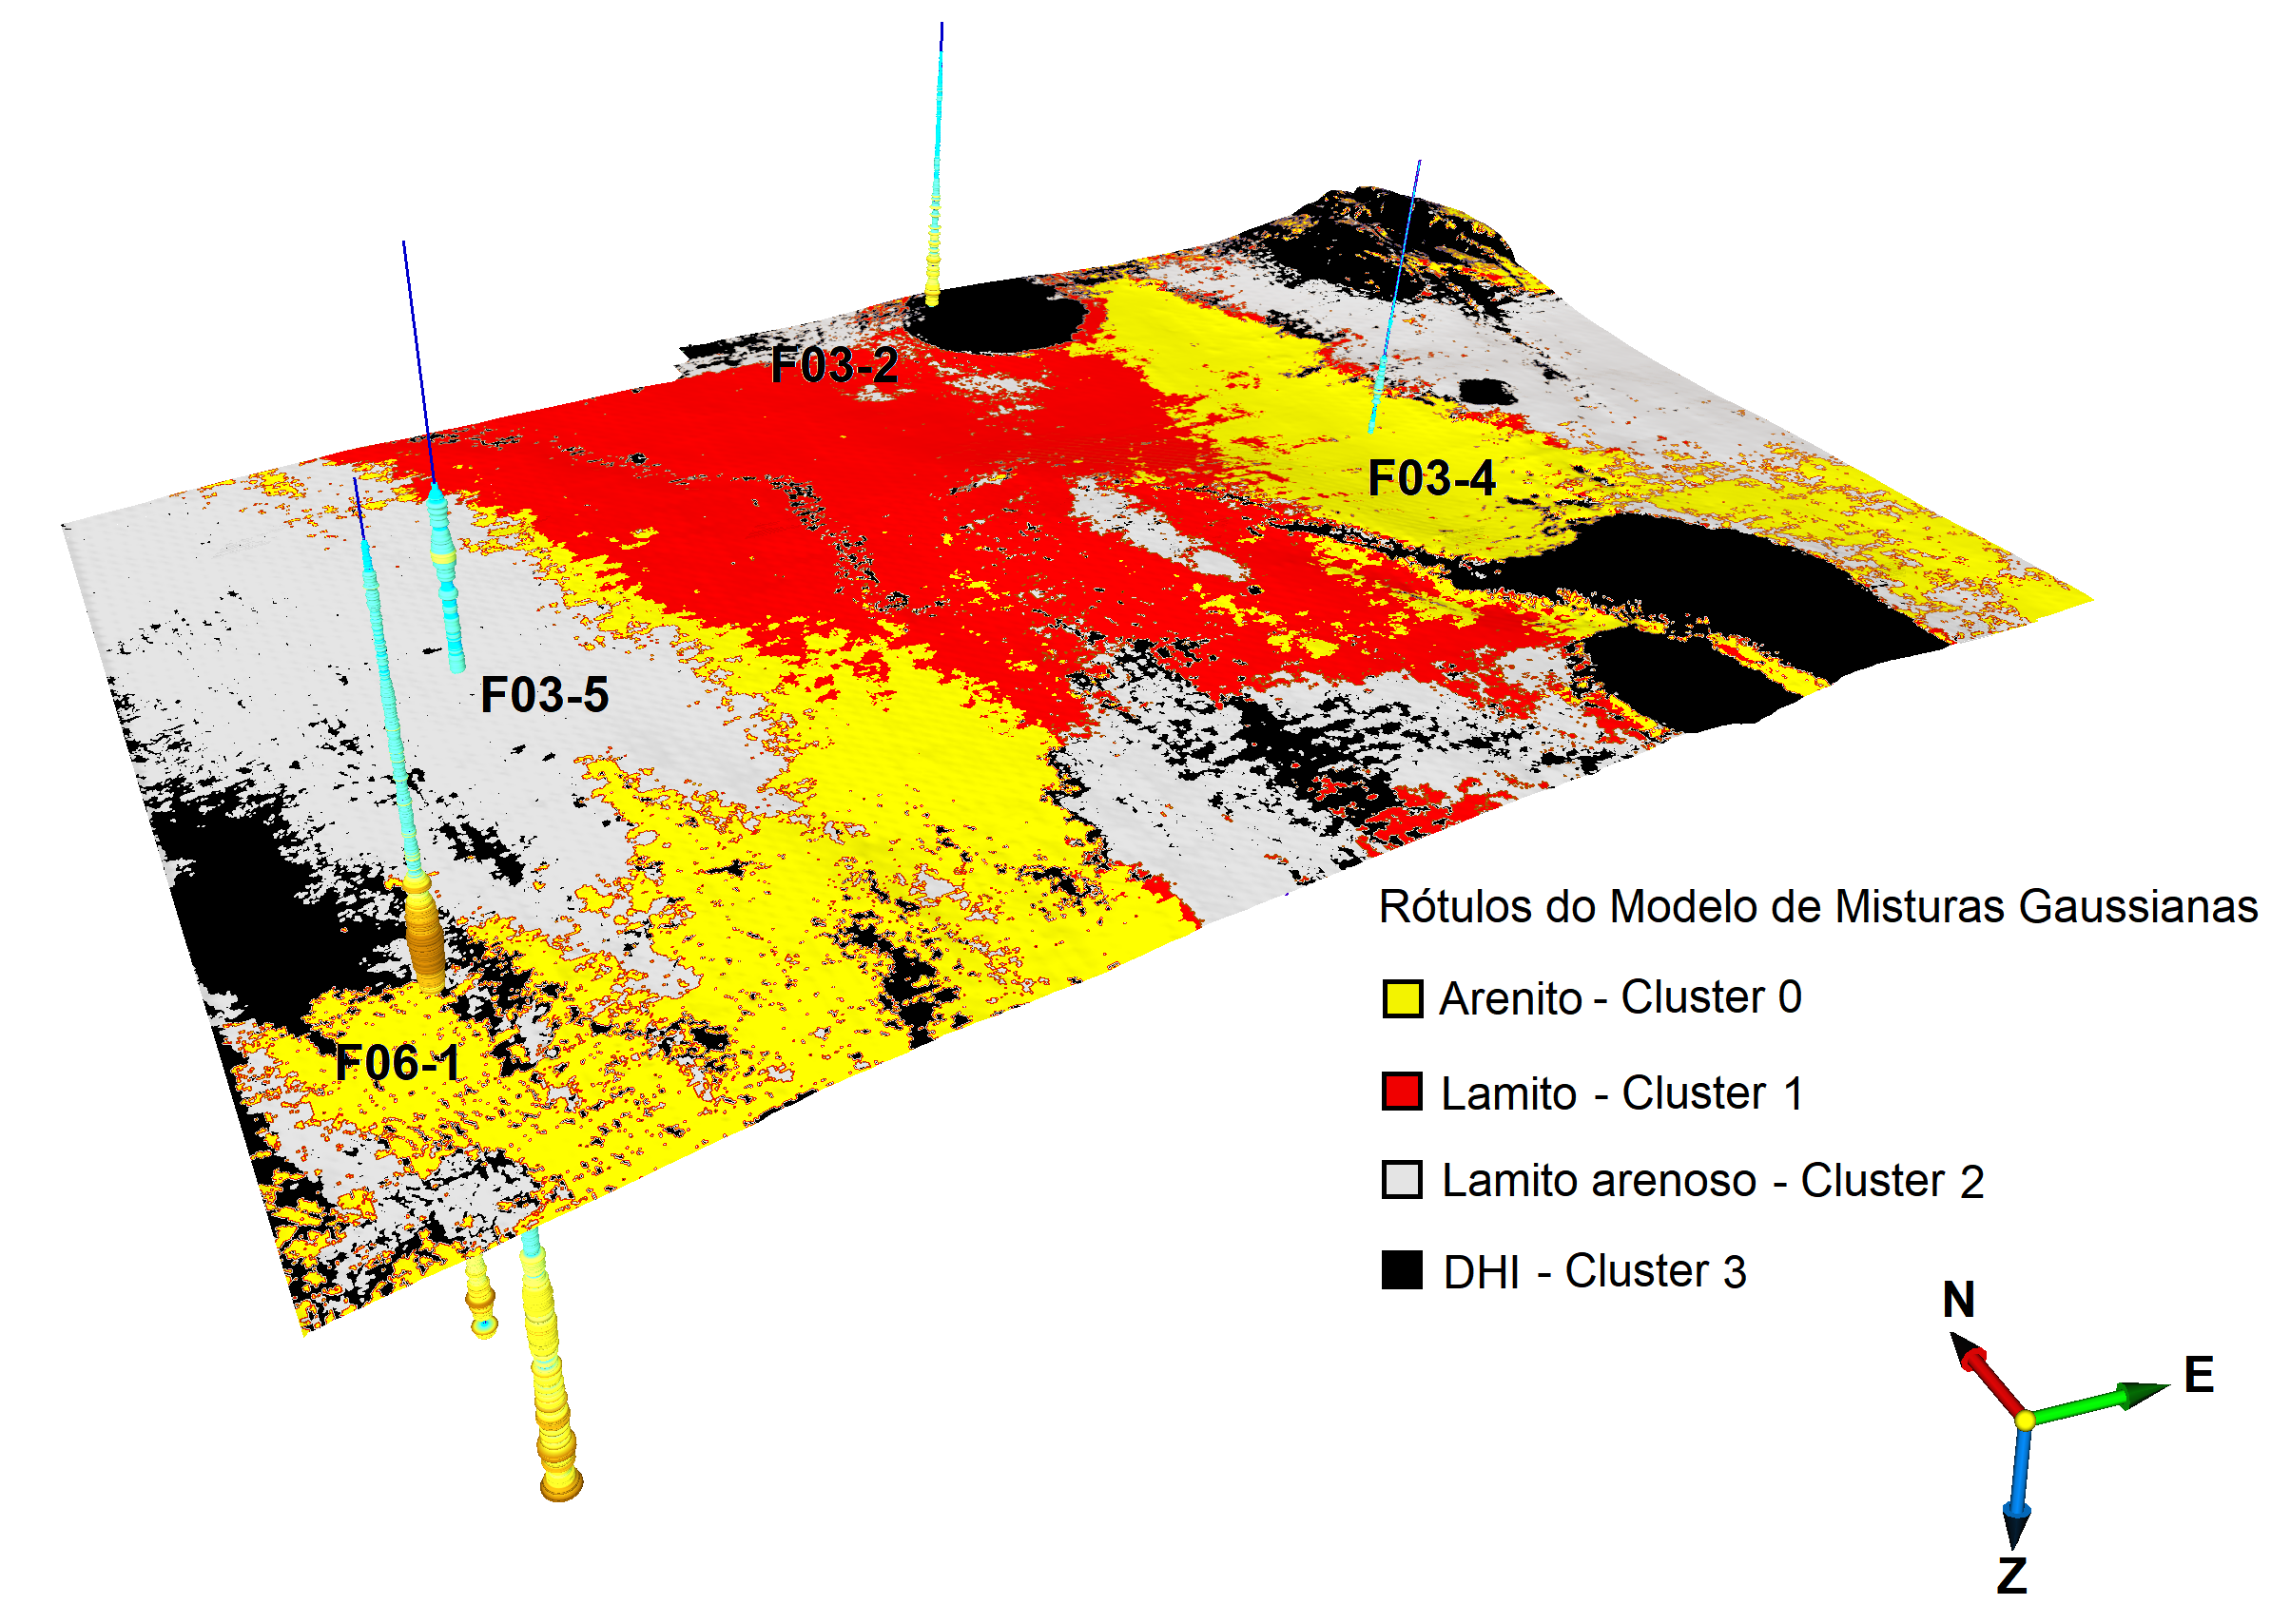 F03-2
F03-4
F03-5
F06-1
Rótulos do Modelo de Misturas Gaussianas
Arenito - Cluster 0
Lamito - Cluster 1
Lamito arenoso - Cluster 2
DHI - Cluster 3
N
E
Z